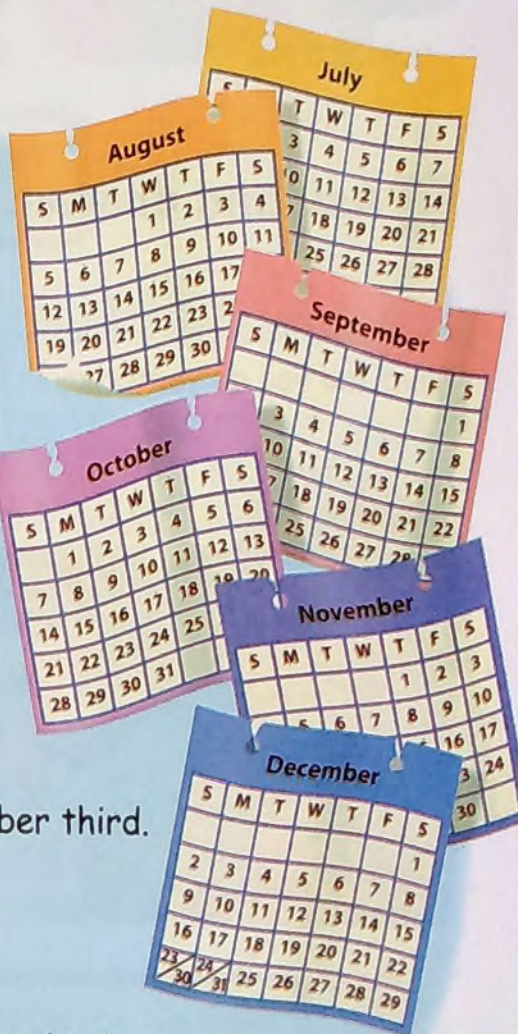 July
S T W T F S
3 4 5 6 7
11 12 13 14
18 19 20 21
25 26 27 28
August
S M T W T F S
1 2 3 4
5 6 7 8 9 10 11
12 13 14 15 16 17
19 20 21 22 23
27 28 29 30
September
S M T W T F S
1
3 4 5 6 7 8
10 11 12 13 14 15
18 19 20 21 22
25 26 27 28
October
S M T W T F S
1 2 3 4 5 6
7 8 9 10 11 12 13
14 15 16 17 18 19 20
21 22 23 24 25
28 29 30 31
November
S M T W T F S
1 2 3
5 6 7 8 9 10
16 17
24
30
ber third.
December
S M T W T F S
1
2 3 4 5 6 7 8
9 10 11 12 13 14 15
16 17 18 19 20 21 22
23/30 24/31 25 26 27 28 29